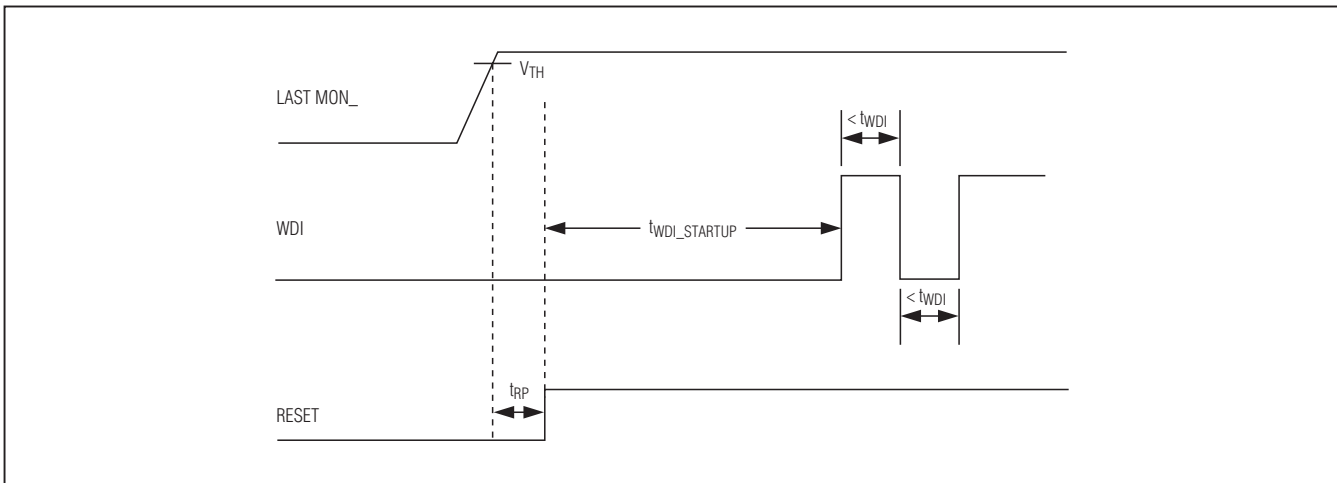 VTH
LAST MON_
< tWDI
WDI
tWDI_STARTUP
< tWDI
tRP
RESET